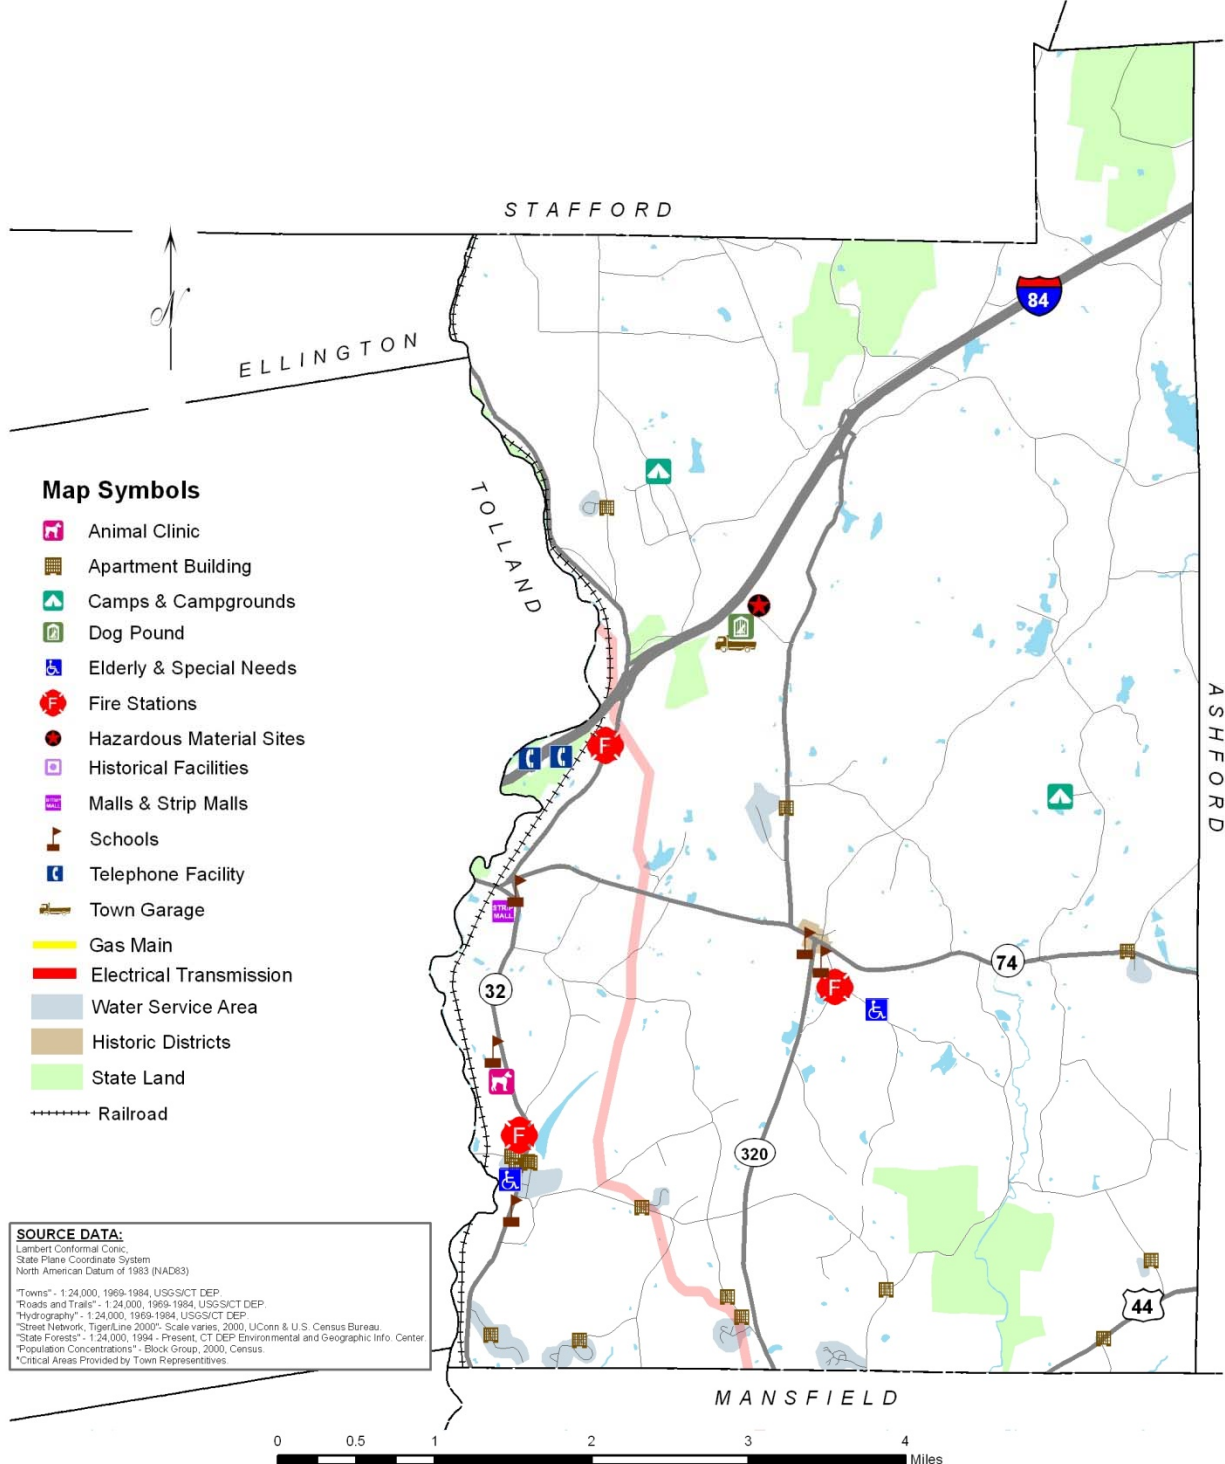 STAFFORD
N
84
ELLINGTON
TOLLAND
ASHFORD
Map Symbols
Animal Clinic
Apartment Building
Camps & Campgrounds
Dog Pound
Elderly & Special Needs
F Fire Stations
Hazardous Material Sites
Historical Facilities
STRIP MALL Malls & Strip Malls
Schools
Telephone Facility
Town Garage
Gas Main
Electrical Transmission
Water Service Area
Historic Districts
State Land
Railroad
F
STRIP
MALL
74
32
F
F
320
44
SOURCE DATA:
Lambert Conformal Conic,
State Plane Coordinate System
North American Datum of 1983 (NAD83)
"Towns" - 1:24,000, 1969-1984, USGS/CT DEP.
"Roads and Trails" - 1:24,000, 1969-1984, USGS/CT DEP.
"Hydrography" - 1:24,000, 1969-1984, USGS/CT DEP
"Street Network, Tiger/Line 2000"- Scale varies, 2000, UConn & U.S. Census Bureau.
"State Forests" - 1:24,000, 1994 - Present, CT DEP Environmental and Geographic Info. Center.
"Population Concentrations" - Block Group, 2000, Census.
*Critical Areas Provided by Town Representitives.
MANSFIELD
0 0.5 1 2 3 4
Miles